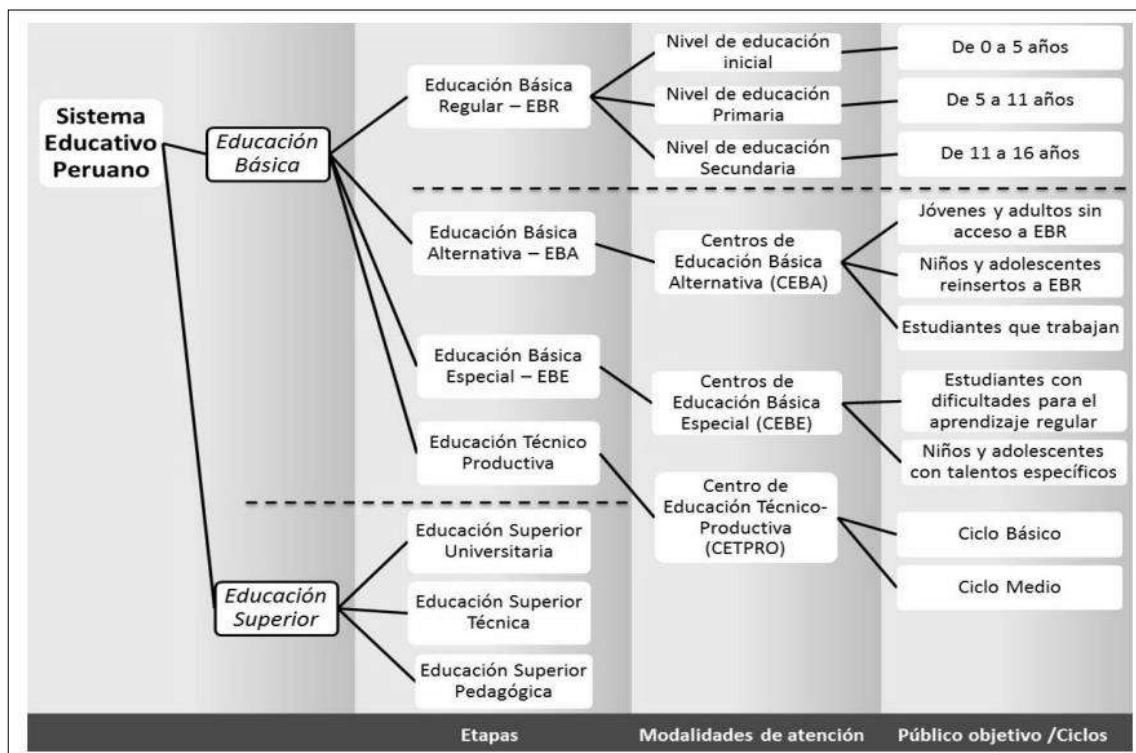 Sistema
Educativo
Peruano
Educación
Básica
Educación
Superior
Educación Básica
Regular – EBR
Educación Básica
Alternativa – EBA
Educación Básica
Especial – EBE
Educación Técnico
Productiva
Educación Superior
Universitaria
Educación Superior
Técnica
Educación Superior
Pedagógica
Nivel de educación
inicial
Nivel de educación
Primaria
Nivel de educación
Secundaria
Centros de
Educación Básica
Alternativa (CEBA)
Centros de
Educación Básica
Especial (CEBE)
Centro de
Educación Técnico-
Productiva
(CETPRO)
De 0 a 5 años
De 5 a 11 años
De 11 a 16 años
Jóvenes y adultos sin
acceso a EBR
Niños y adolescentes
reinsertos a EBR
Estudiantes que trabajan
Estudiantes con
dificultades para el
aprendizaje regular
Niños y adolescentes
con talentos específicos
Ciclo Básico
Ciclo Medio
Etapas
Modalidades de atención
Público objetivo /Ciclos